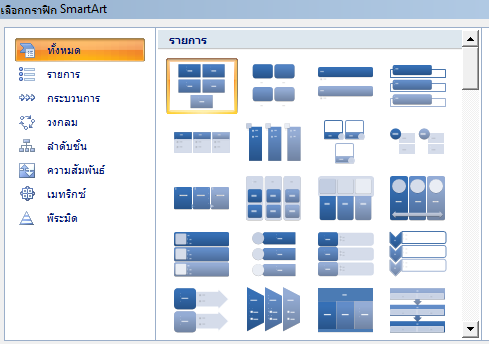 เลือกกราฟิก SmartArt
ทั้งหมด
รายการ
กระบวนการ
วงกลม
ลำดับชั้น
ความสัมพันธ์
เมทริกซ์
พีระมิด
รายการ